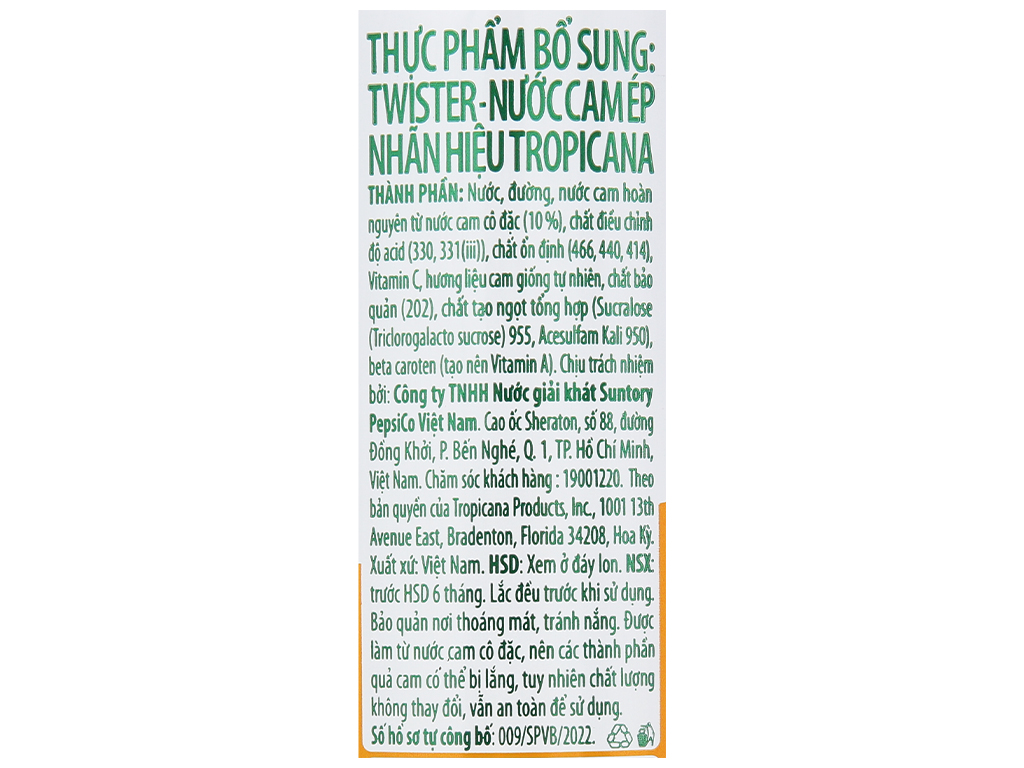 THỰC PHẨM BỔ SUNG:
TWISTER-NƯỚC CAM ÉP
NHÃN HIỆU TROPICANA
THÀNH PHẦN: Nước, đường, nước cam hoàn
nguyên từ nước cam cô đặc (10%), chất điều chỉnh
độ acid (330, 331(iii)), chất ổn định (466, 440, 414),
Vitamin C, hương liệu cam giống tự nhiên, chất bảo
quản (202), chất tạo ngọt tổng hợp (Sucralose
(Triclorogalacto sucrose) 955, Acesulfam Kali 950),
beta caroten (tạo nên Vitamin A). Chịu trách nhiệm
bởi: Công ty TNHH Nước giải khát Suntory
PepsiCo Việt Nam. Cao ốc Sheraton, số 88, đường
Đồng Khởi, P. Bến Nghé, Q. 1, TP. Hồ Chí Minh,
Việt Nam. Chăm sóc khách hàng : 19001220. Theo
bản quyền của Tropicana Products, Inc., 1001 13th
Avenue East, Bradenton, Florida 34208, Hoa Kỳ.
Xuất xứ: Việt Nam. HSD: Xem ở đáy lon. NSX:
trước HSD 6 tháng. Lắc đều trước khi sử dụng.
Bảo quản nơi thoáng mát, tránh nắng. Được
làm từ nước cam cô đặc, nên các thành phần
quả cam có thể bị lắng, tuy nhiên chất lượng
không thay đổi, vẫn an toàn để sử dụng.
Số hồ sơ tự công bố: 009/SPVB/2022.